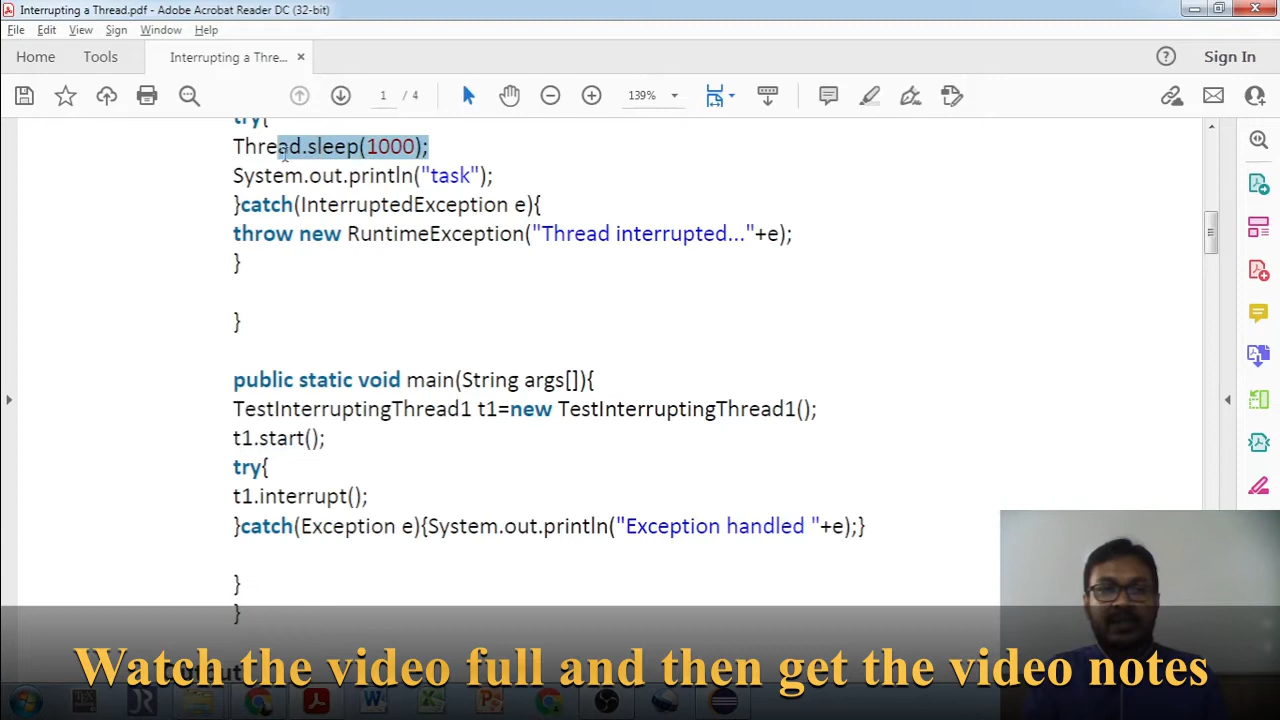 Interrupting a Thread.pdf - Adobe Acrobat Reader DC (32-bit)
File Edit View Sign Window Help
Home Tools Interrupting a Thre... × ? Sign In
1 / 4 139%
try{
Thread.sleep(1000);
System.out.println("task");
}catch(InterruptedException e){
throw new RuntimeException("Thread interrupted..."+e);
}
}
public static void main(String args[]){
TestInterruptingThread1 t1=new TestInterruptingThread1();
t1.start();
try{
t1.interrupt();
}catch(Exception e){System.out.println("Exception handled "+e);}
}
}
Watch the video full and then get the video notes